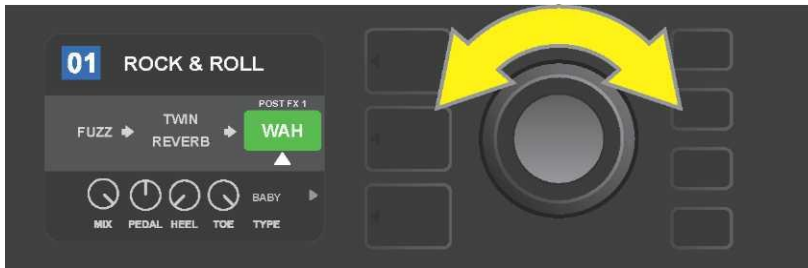 01 ROCK & ROLL
POST FX 1
FUZZ TWIN REVERB WAH
BABY
MIX PEDAL HEEL TOE TYPE